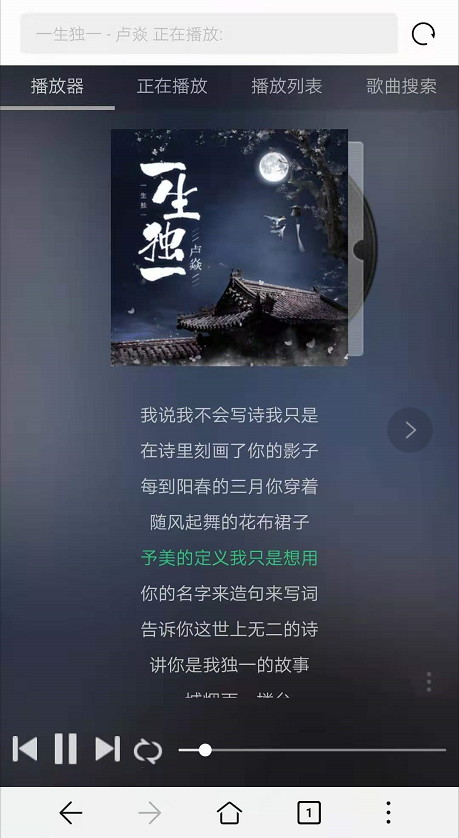 一生独一 - 卢焱 正在播放:
播放器
正在播放
播放列表
歌曲搜索
一生独一
一生独一
卢焱
我说我不会写诗我只是
在诗里刻画了你的影子
每到阳春的三月你穿着
随风起舞的花布裙子
予美的定义我只是想用
你的名字来造句来写词
告诉你这世上无二的诗
讲你是我独一的故事
1